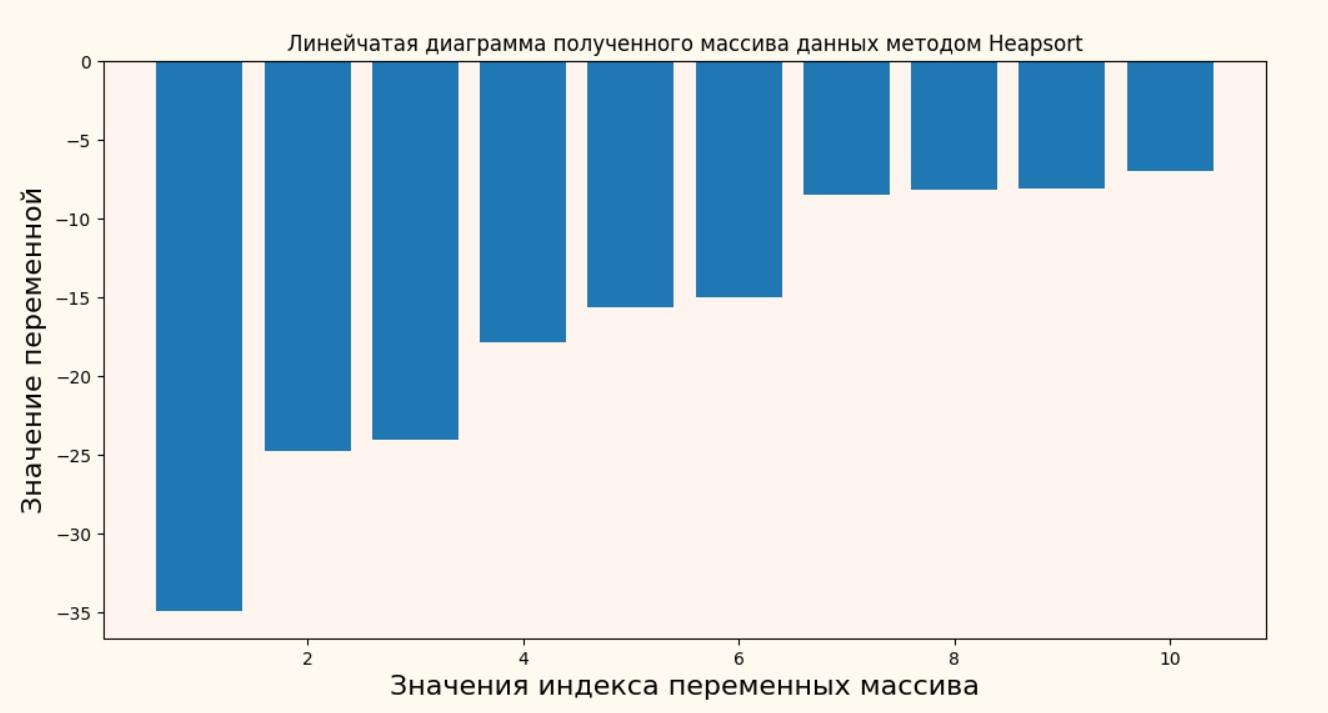 Линейчатая диаграмма полученного массива данных методом Heapsort
0
−5
−10
−15
−20
−25
−30
−35
Значение переменной
2 4 6 8 10
Значения индекса переменных массива